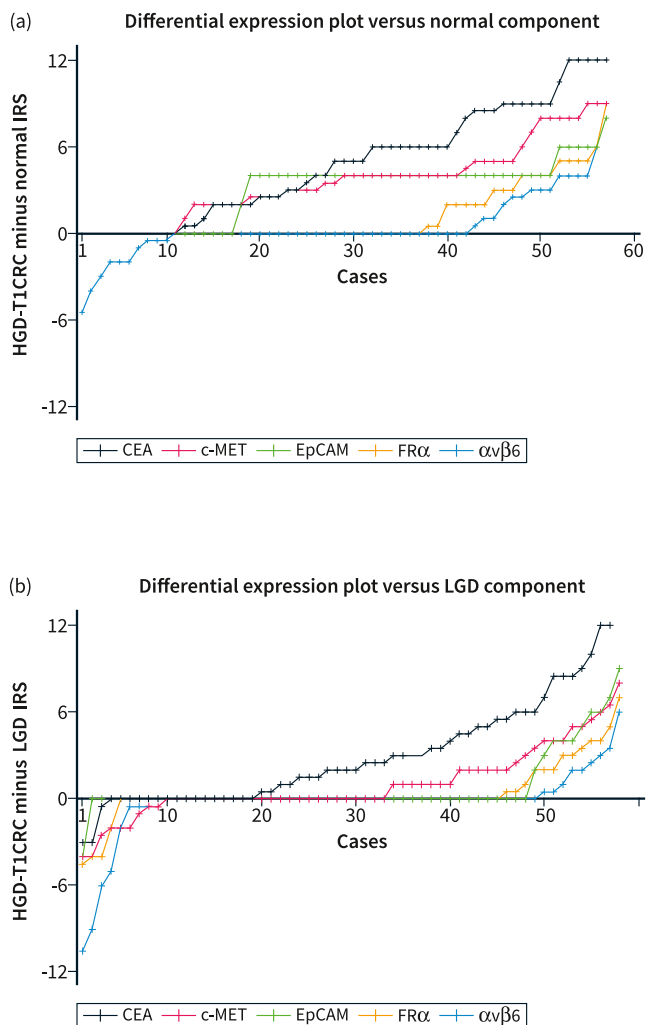 (a)
Differential expression plot versus normal component
HGD-T1CRC minus normal IRS
12
6
0
-6
-12
1
10
20
30
40
50
60
Cases
CEA c-MET EpCAM FRα αvβ6
(b)
Differential expression plot versus LGD component
HGD-T1CRC minus LGD IRS
12
6
0
-6
-12
1
10
20
30
40
50
Cases
CEA c-MET EpCAM FRα αvβ6